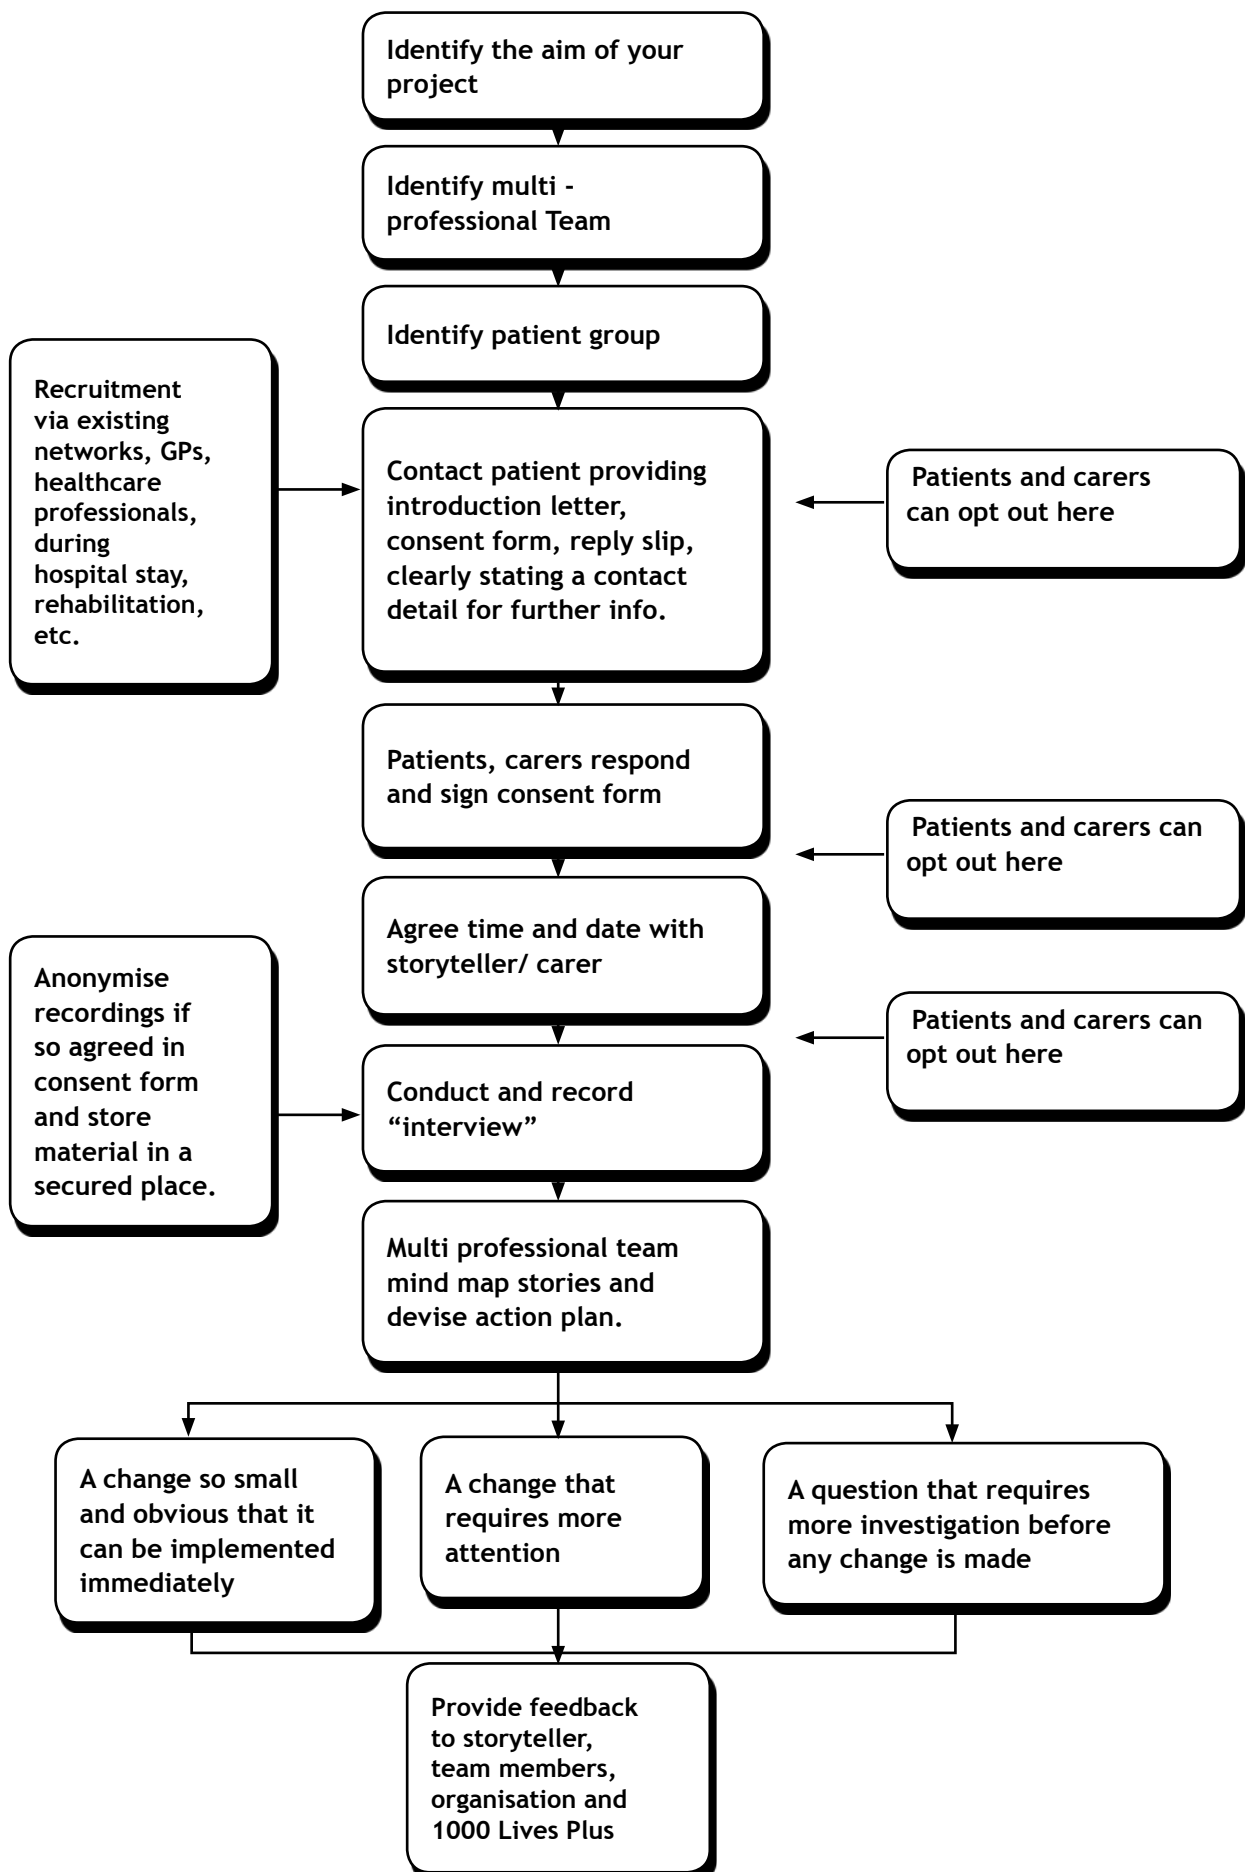 Identify the aim of your
project
Identify multi -
professional Team
Identify patient group
Recruitment
via existing
networks, GPs,
healthcare
professionals,
during
hospital stay,
rehabilitation,
etc.
Contact patient providing
introduction letter,
consent form, reply slip,
clearly stating a contact
detail for further info.
Patients and carers
can opt out here
Patients, carers respond
and sign consent form
Patients and carers can
opt out here
Agree time and date with
storyteller/ carer
Anonymise
recordings if
so agreed in
consent form
and store
material in a
secured place.
Patients and carers can
opt out here
Conduct and record
“interview”
Multi professional team
mind map stories and
devise action plan.
A change so small
and obvious that it
can be implemented
immediately
A change that
requires more
attention
A question that requires
more investigation before
any change is made
Provide feedback
to storyteller,
team members,
organisation and
1000 Lives Plus